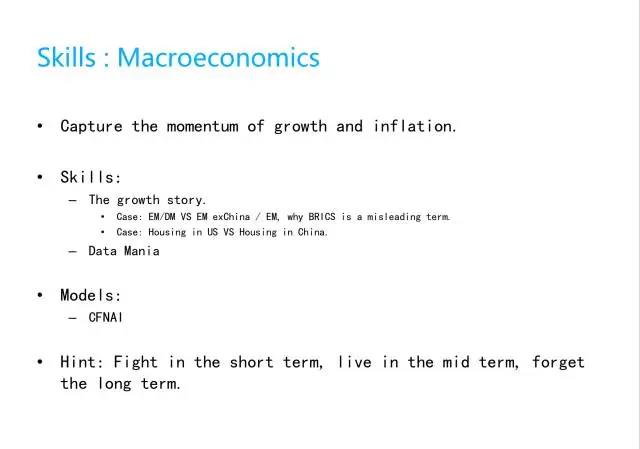 Skills : Macroeconomics
• Capture the momentum of growth and inflation.
• Skills:
– The growth story.
• Case: EM/DM VS EM exChina / EM, why BRICS is a misleading term.
• Case: Housing in US VS Housing in China.
– Data Mania
• Models:
– CFNAI
• Hint: Fight in the short term, live in the mid term, forget
the long term.